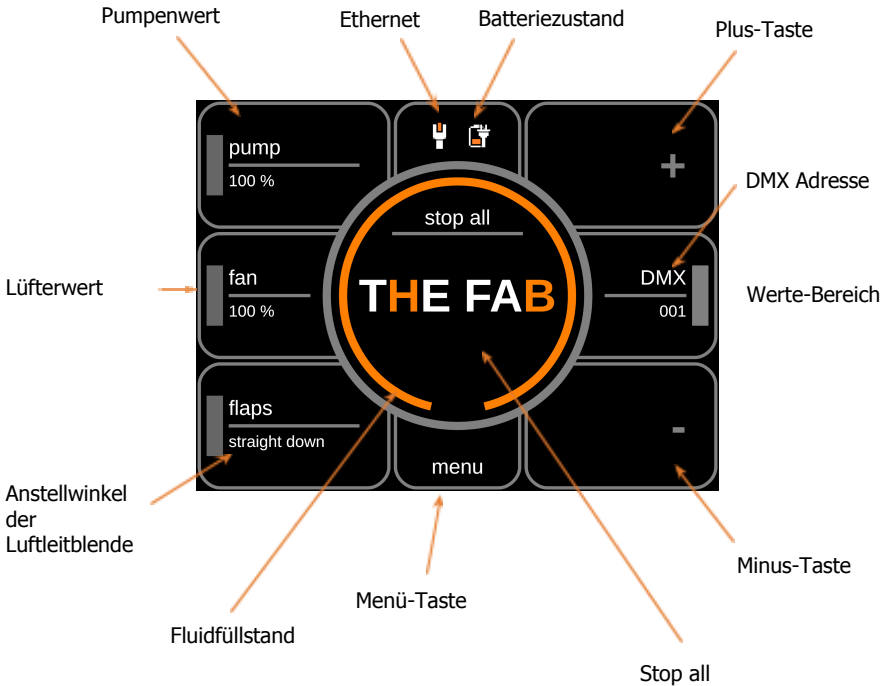 Pumpenwert
Ethernet
Batteriezustand
Plus-Taste
pump
100 %
+
stop all
DMX Adresse
Lüfterwert
fan
100 %
THE FAB
DMX
001
Werte-Bereich
flaps
straight down
-
menu
Anstellwinkel
der
Luftleitblende
Minus-Taste
Menü-Taste
Fluidfüllstand
Stop all